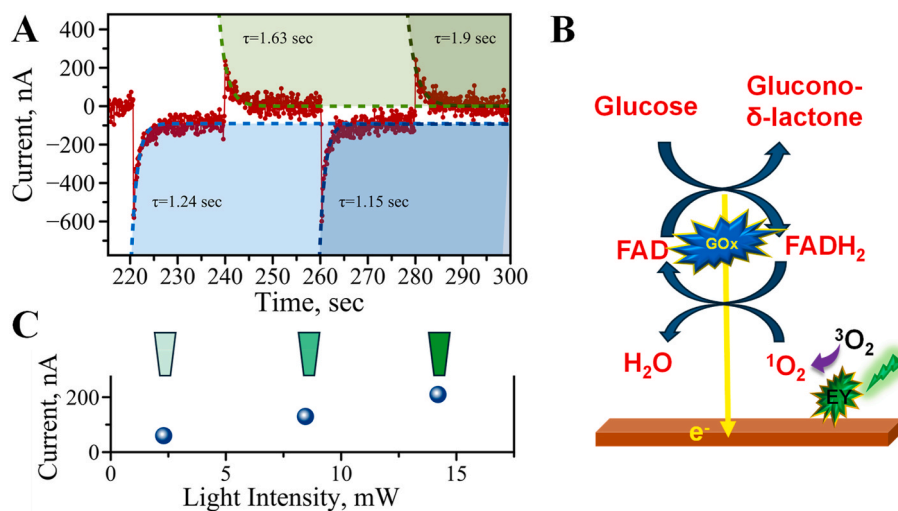 A
Current, nA
400
200
0
−200
−400
−600
τ=1.63 sec
τ=1.9 sec
τ=1.24 sec
τ=1.15 sec
220 230 240 250 260 270 280 290 300
Time, sec
B
Glucose
Glucono-
δ-lactone
FAD
GOx
FADH2
H2O
1O2
3O2
EY
e-
C
Current, nA
200
0
0 5 10 15
Light Intensity, mW